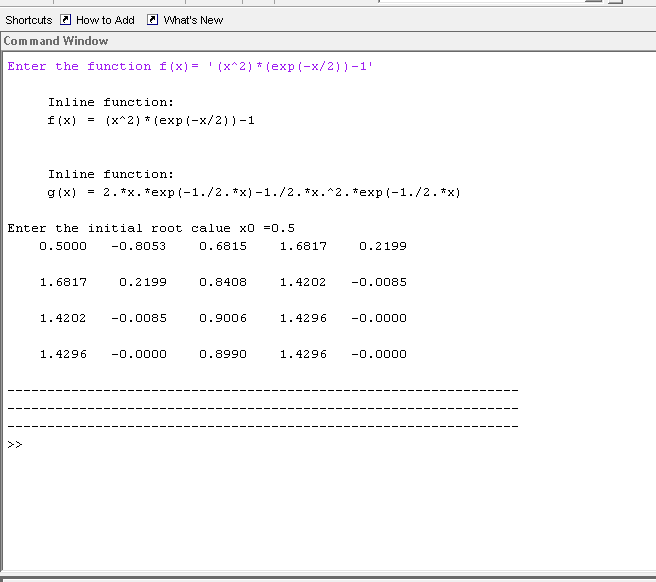 Shortcuts How to Add What's New
Command Window
Enter the function f(x)= '(x^2)*(exp(-x/2))-1'
Inline function:
f(x) = (x^2)*(exp(-x/2))-1
Inline function:
g(x) = 2.*x.*exp(-1./2.*x)-1./2.*x.^2.*exp(-1./2.*x)
Enter the initial root calue x0 =0.5
0.5000 -0.8053 0.6815 1.6817 0.2199
1.6817 0.2199 0.8408 1.4202 -0.0085
1.4202 -0.0085 0.9006 1.4296 -0.0000
1.4296 -0.0000 0.8990 1.4296 -0.0000
----------------------------------------------------------------
----------------------------------------------------------------
----------------------------------------------------------------
>>